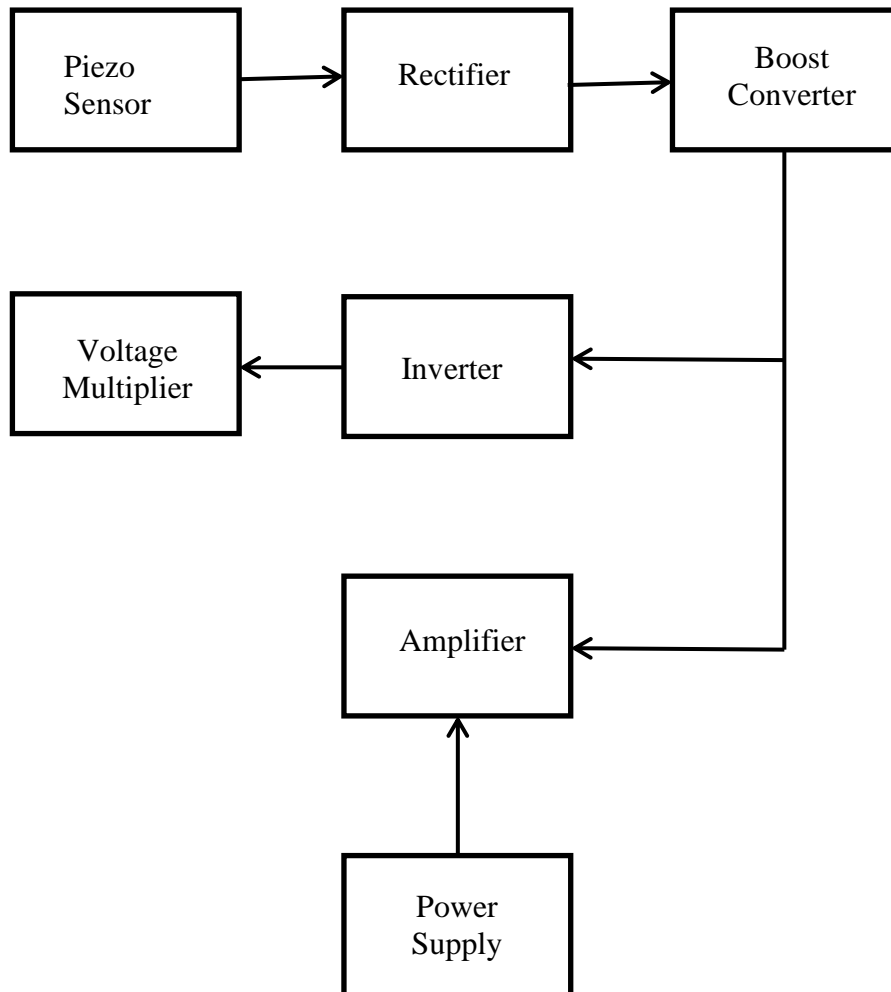 Piezo
Sensor
Rectifier
Boost
Converter
Voltage
Multiplier
Inverter
Amplifier
Power
Supply